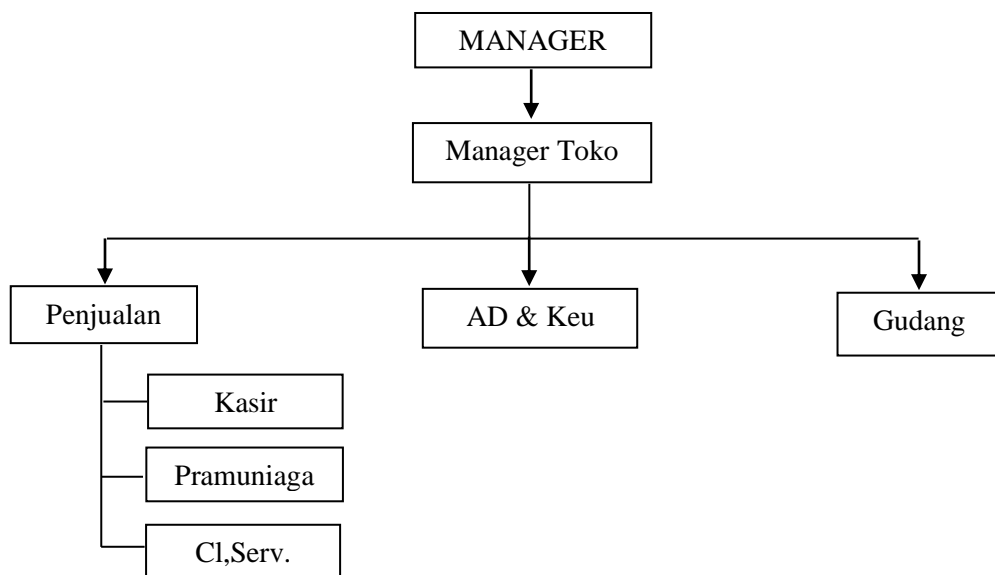 MANAGER
Manager Toko
Penjualan
AD & Keu
Gudang
Kasir
Pramuniaga
Cl,Serv.